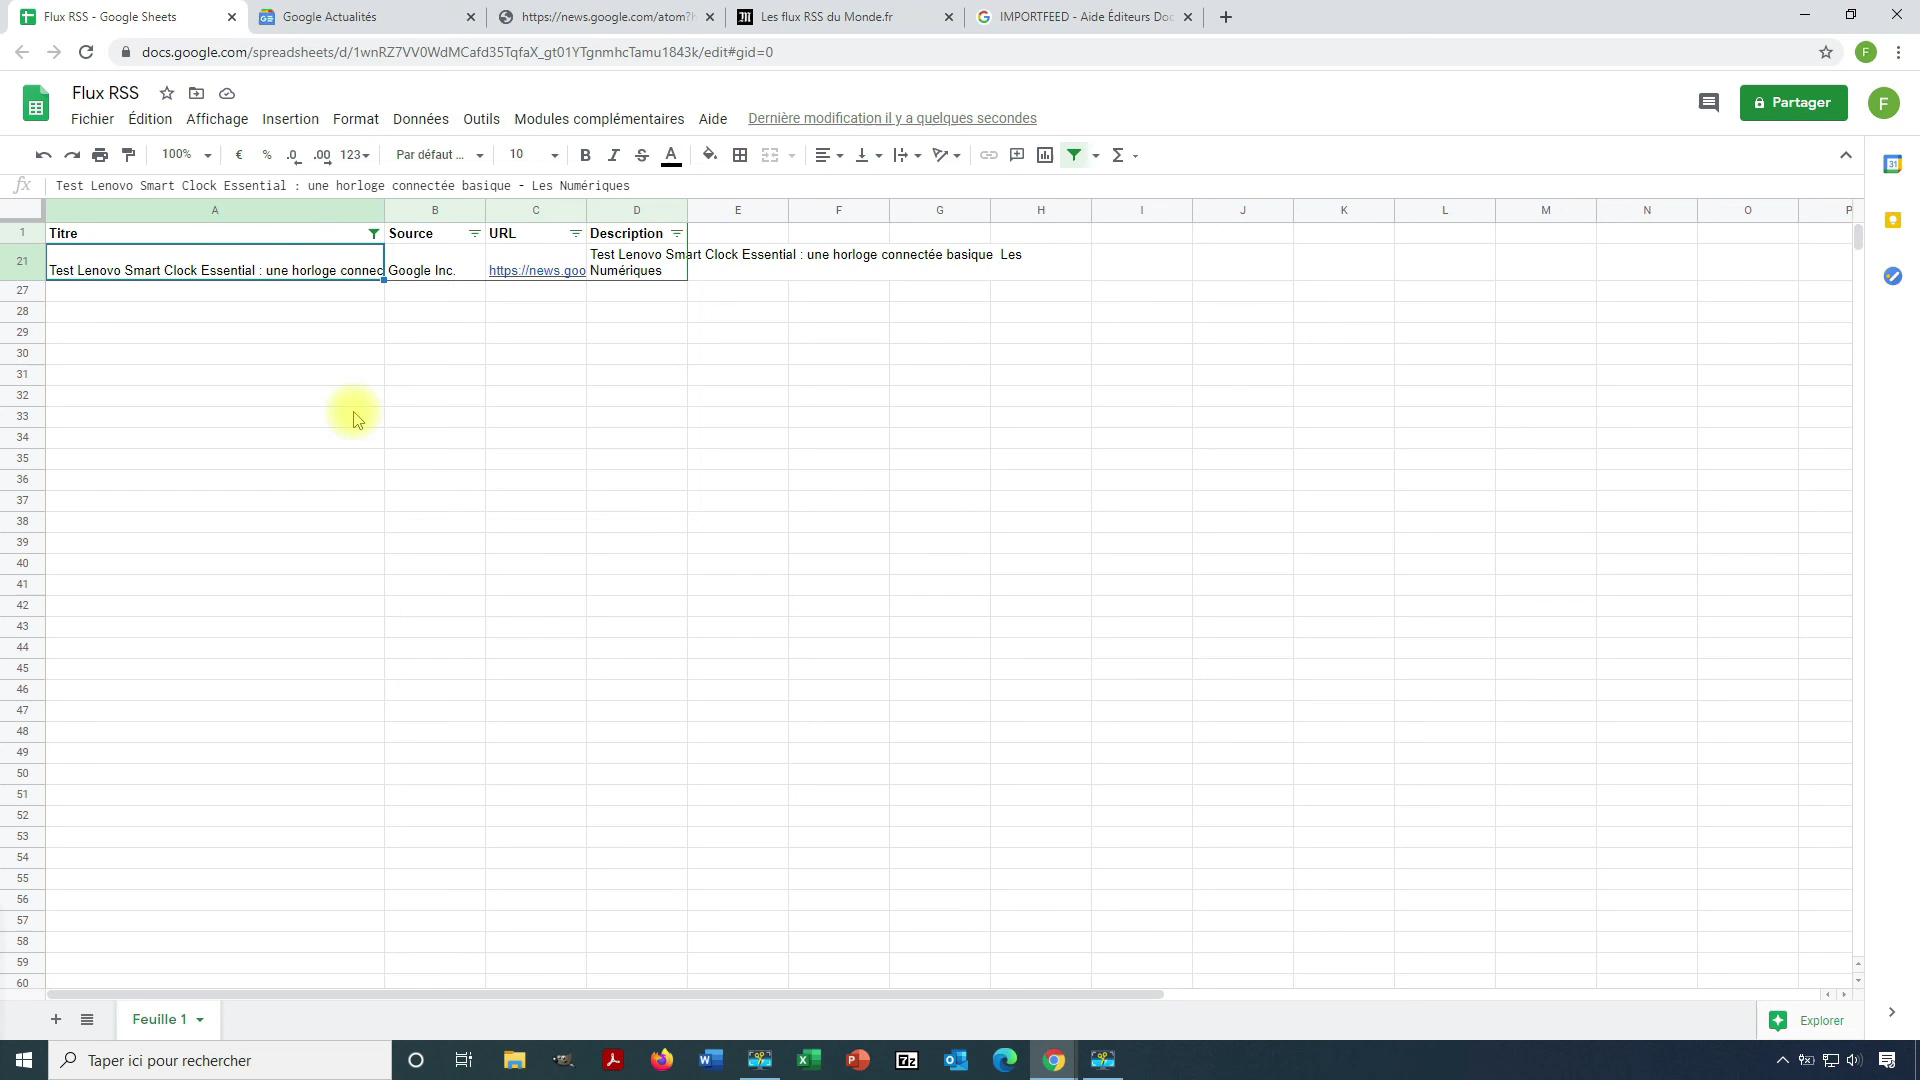 Flux RSS - Google Sheets
Google Actualités
https://news.google.com/atom?h
Les flux RSS du Monde.fr
IMPORTFEED - Aide Éditeurs Doc
docs.google.com/spreadsheets/d/1wnRZ7VV0WdMCafd35TqfaX_gt01YTgnmhcTamu1843k/edit#gid=0
F
Flux RSS
Fichier Édition Affichage Insertion Format Données Outils Modules complémentaires Aide Dernière modification il y a quelques secondes
Partager
F
100% € % .0 .00 123 Par défaut ... 10 B I S A Σ
31
fx Test Lenovo Smart Clock Essential : une horloge connectée basique - Les Numériques
A B C D E F G H I J K L M N O P
1 Titre Source URL Description
21 Test Lenovo Smart Clock Essential : une horloge connec Google Inc. https://news.goo Test Lenovo Smart Clock Essential : une horloge connectée basique Les
Numériques
27
28
29
30
31
32
33
34
35
36
37
38
39
40
41
42
43
44
45
46
47
48
49
50
51
52
53
54
55
56
57
58
59
60
Feuille 1
Explorer
Taper ici pour rechercher